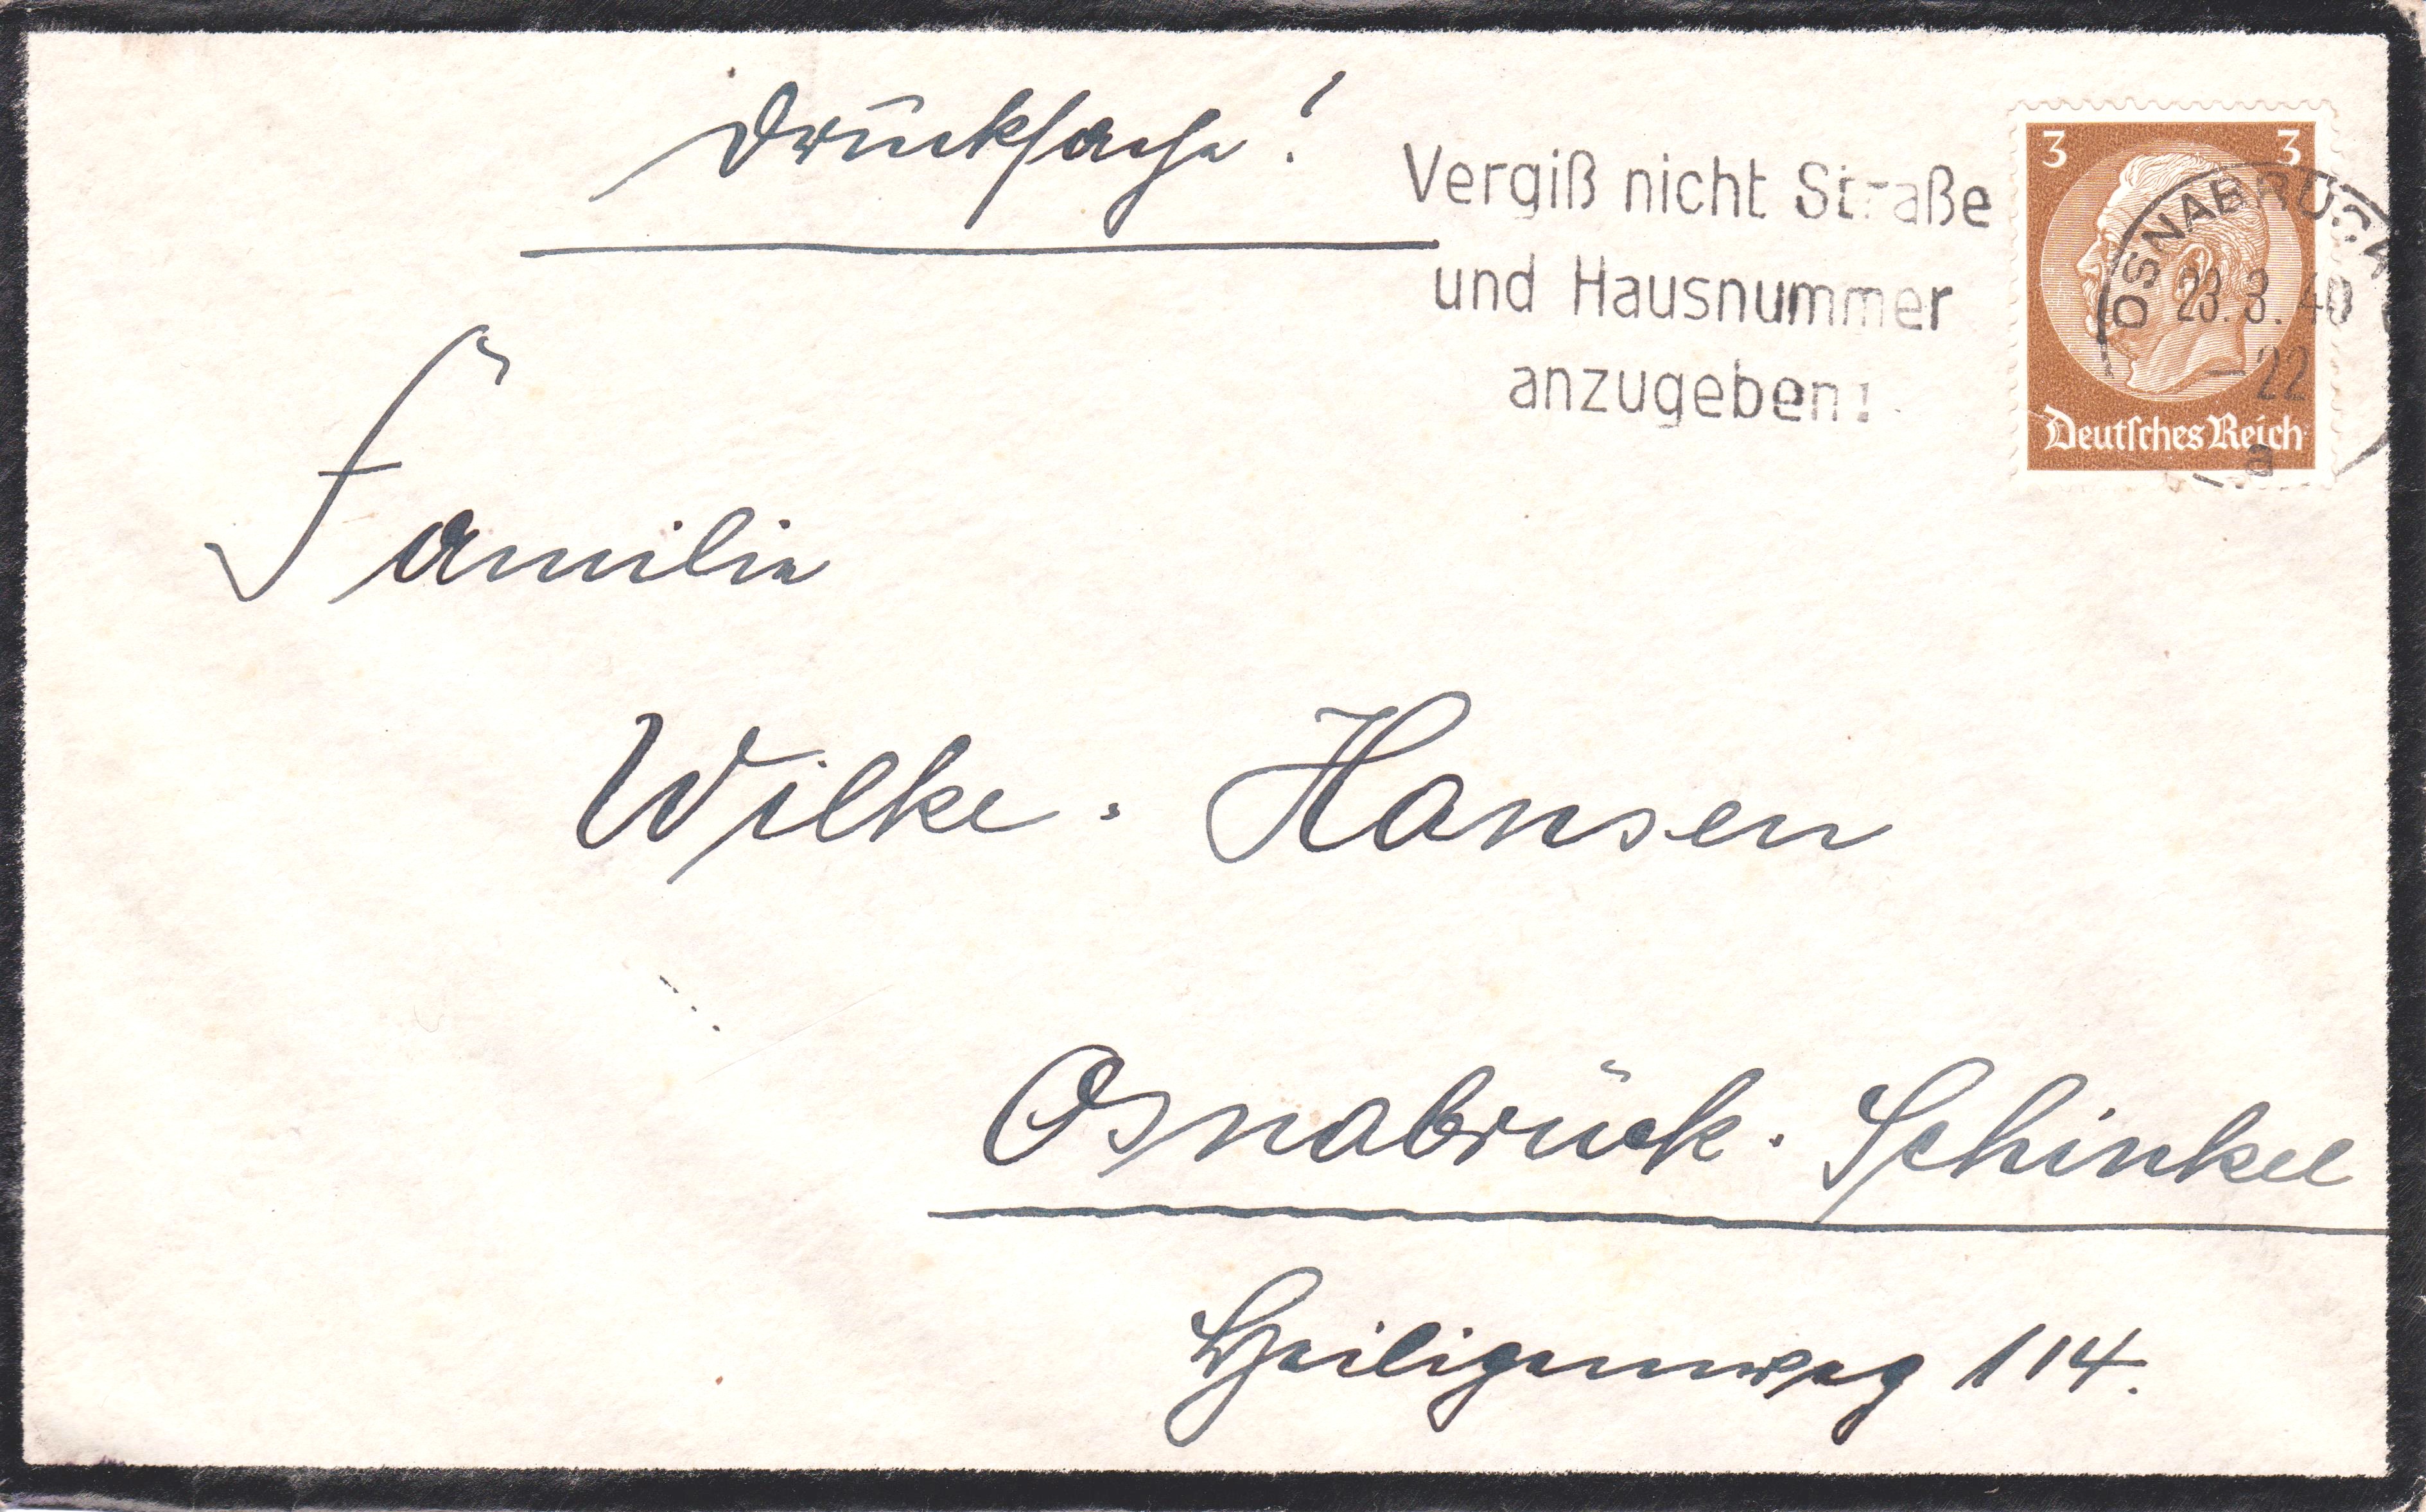 Drucksache!
Vergiß nicht Straße
und Hausnummer
anzugeben!
3 3
OSNABRÜCK
23.3.40
-22
a
Deutsches Reich
Familie
Wilke-Hansen
Osnabrück-Schinkel
Heiligenweg 114.